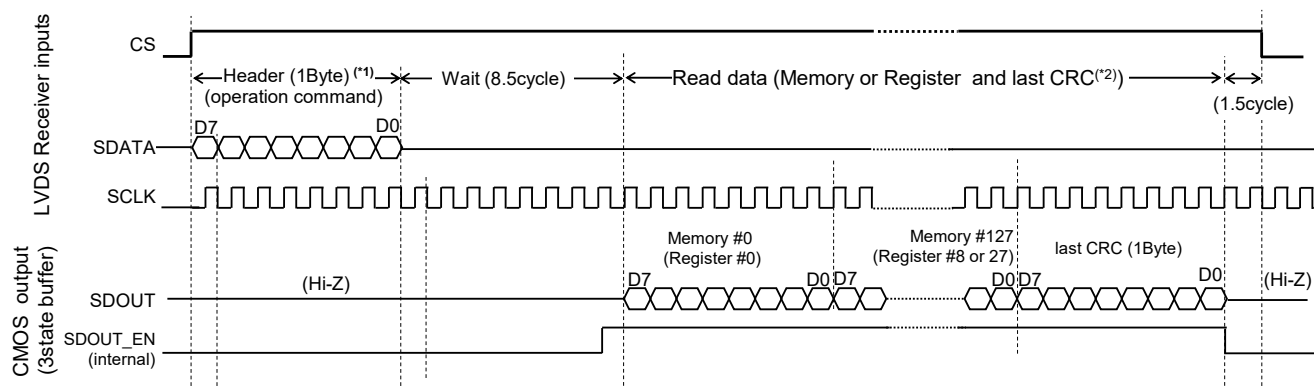 LVDS Receiver inputs
CS
Header (1Byte) (*1)
(operation command)
Wait (8.5cycle)
Read data (Memory or Register and last CRC(*2))
(1.5cycle)
D7
D0
SDATA
SCLK
CMOS output
(3state buffer)
Memory #0
(Register #0)
Memory #127
(Register #8 or 27)
last CRC (1Byte)
(Hi-Z)
D7
D0
D7
D0
D7
D0
(Hi-Z)
SDOUT
SDOUT_EN
(internal)